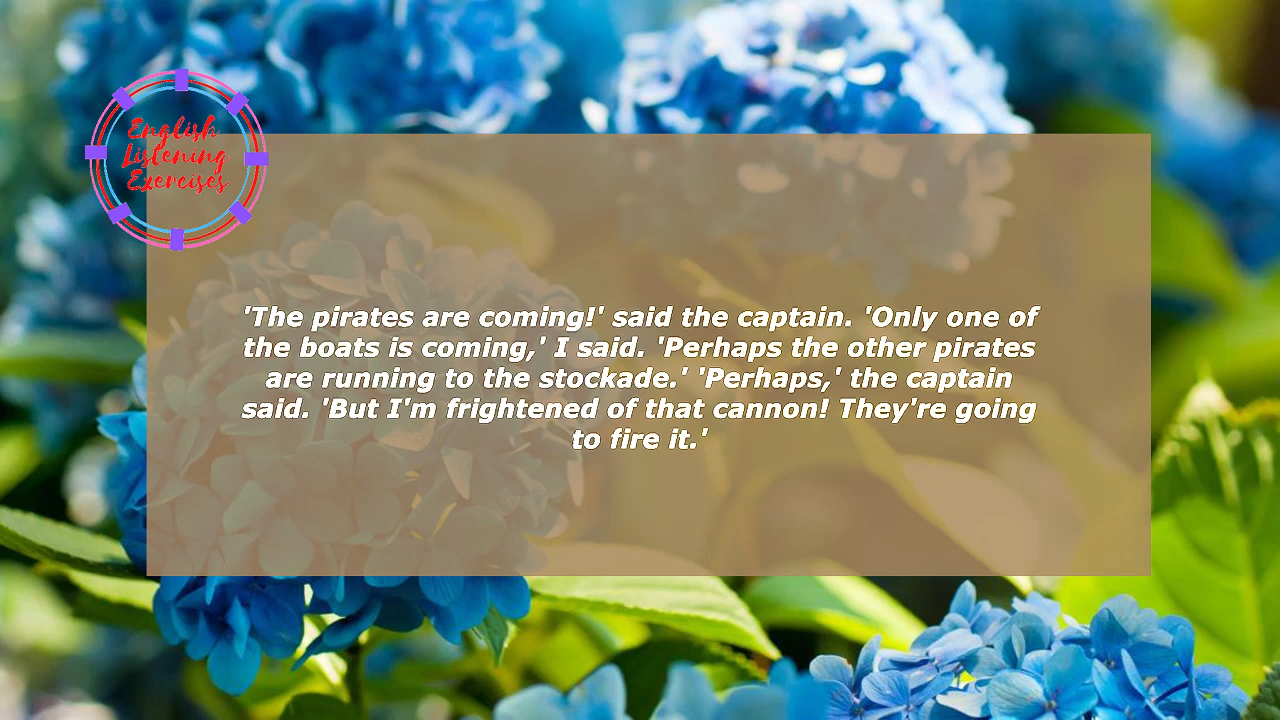 English
Listening
Exercises
'The pirates are coming!' said the captain. 'Only one of
the boats is coming,' I said. 'Perhaps the other pirates
are running to the stockade.' 'Perhaps,' the captain
said. 'But I'm frightened of that cannon! They're going
to fire it.'